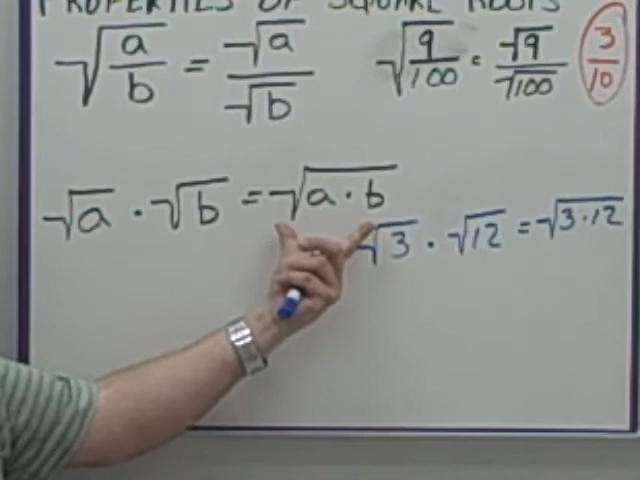 PROPERTIES OF SQUARE ROOTS
√(a/b) = √a/√b
√(9/100) = √9/√100 3/10
√a · √b = √(a · b)
√3 · √12 = √(3 · 12)